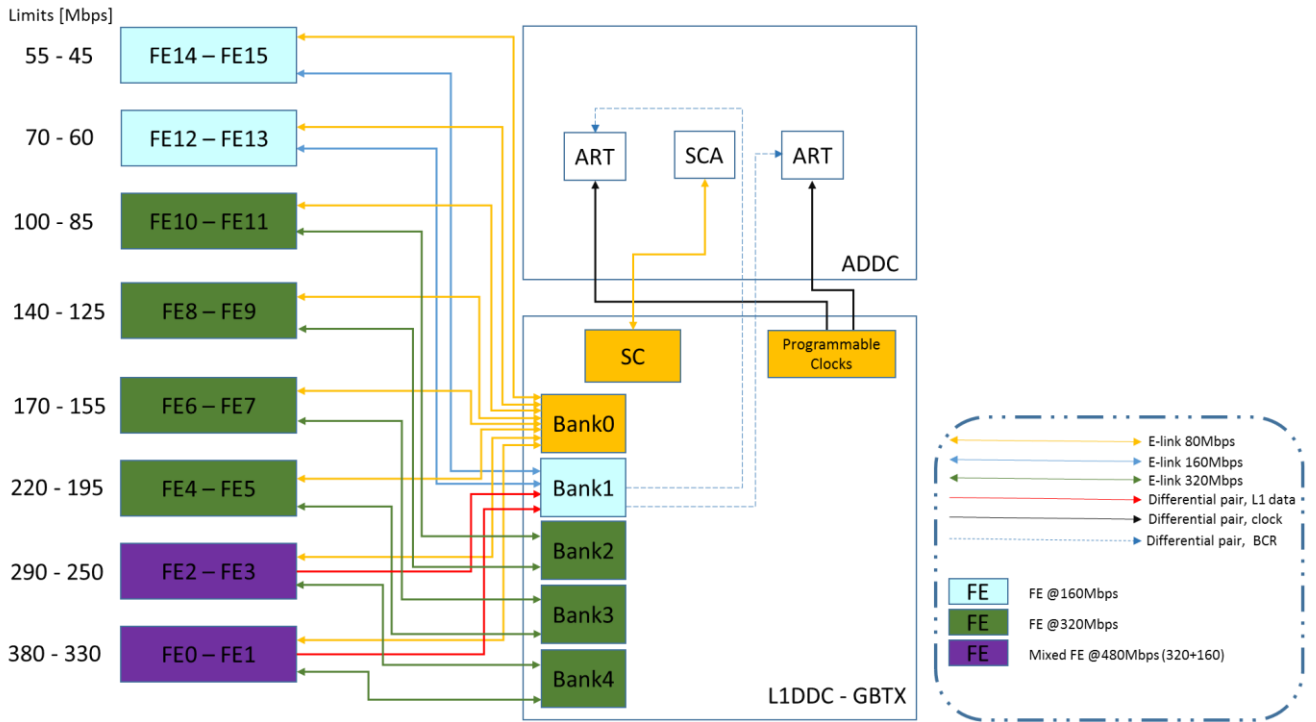 Limits [Mbps]
55 - 45
FE14 – FE15
70 - 60
FE12 – FE13
100 - 85
FE10 – FE11
140 - 125
FE8 – FE9
170 - 155
FE6 – FE7
220 - 195
FE4 – FE5
290 - 250
FE2 – FE3
380 - 330
FE0 – FE1
ART
SCA
ART
ADDC
SC
Programmable
Clocks
Bank0
Bank1
Bank2
Bank3
Bank4
L1DDC - GBTX
E-link 80Mbps
E-link 160Mbps
E-link 320Mbps
Differential pair, L1 data
Differential pair, clock
Differential pair, BCR
FE FE @160Mbps
FE FE @320Mbps
FE Mixed FE @480Mbps (320+160)